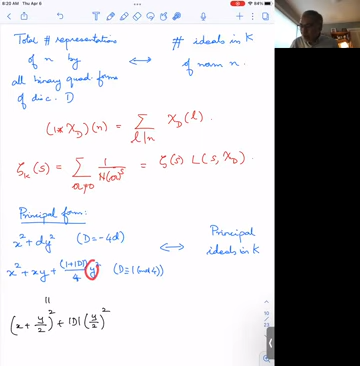 8:20 AM Thu Apr 6
84%
Total # representations # ideals in K
of n by of norm n.
all binary quad forms
of disc. D
(1*χ_D)(n) = Σ_{l|n} χ_D(l).
ζ_K(s) = Σ_{𝔞≠0} 1/N(𝔞)^s = ζ(s) L(s, χ_D).
Principal form:
x² + dy² (D = -4d) Principal
x² + xy + (1+|D|)/4 y² (D ≡ 1 (mod 4)) ideals in K
=
(x + y/2)² + |D| (y/2)²
10